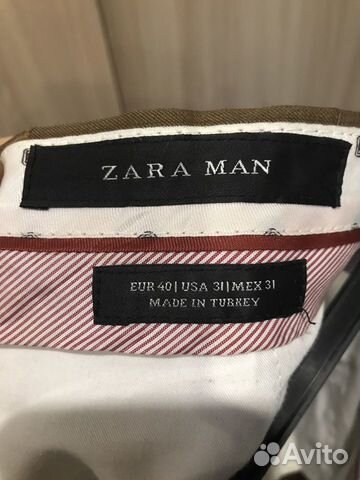 ZARA MAN
EUR 40 | USA 31 | MEX 31
MADE IN TURKEY
Avito